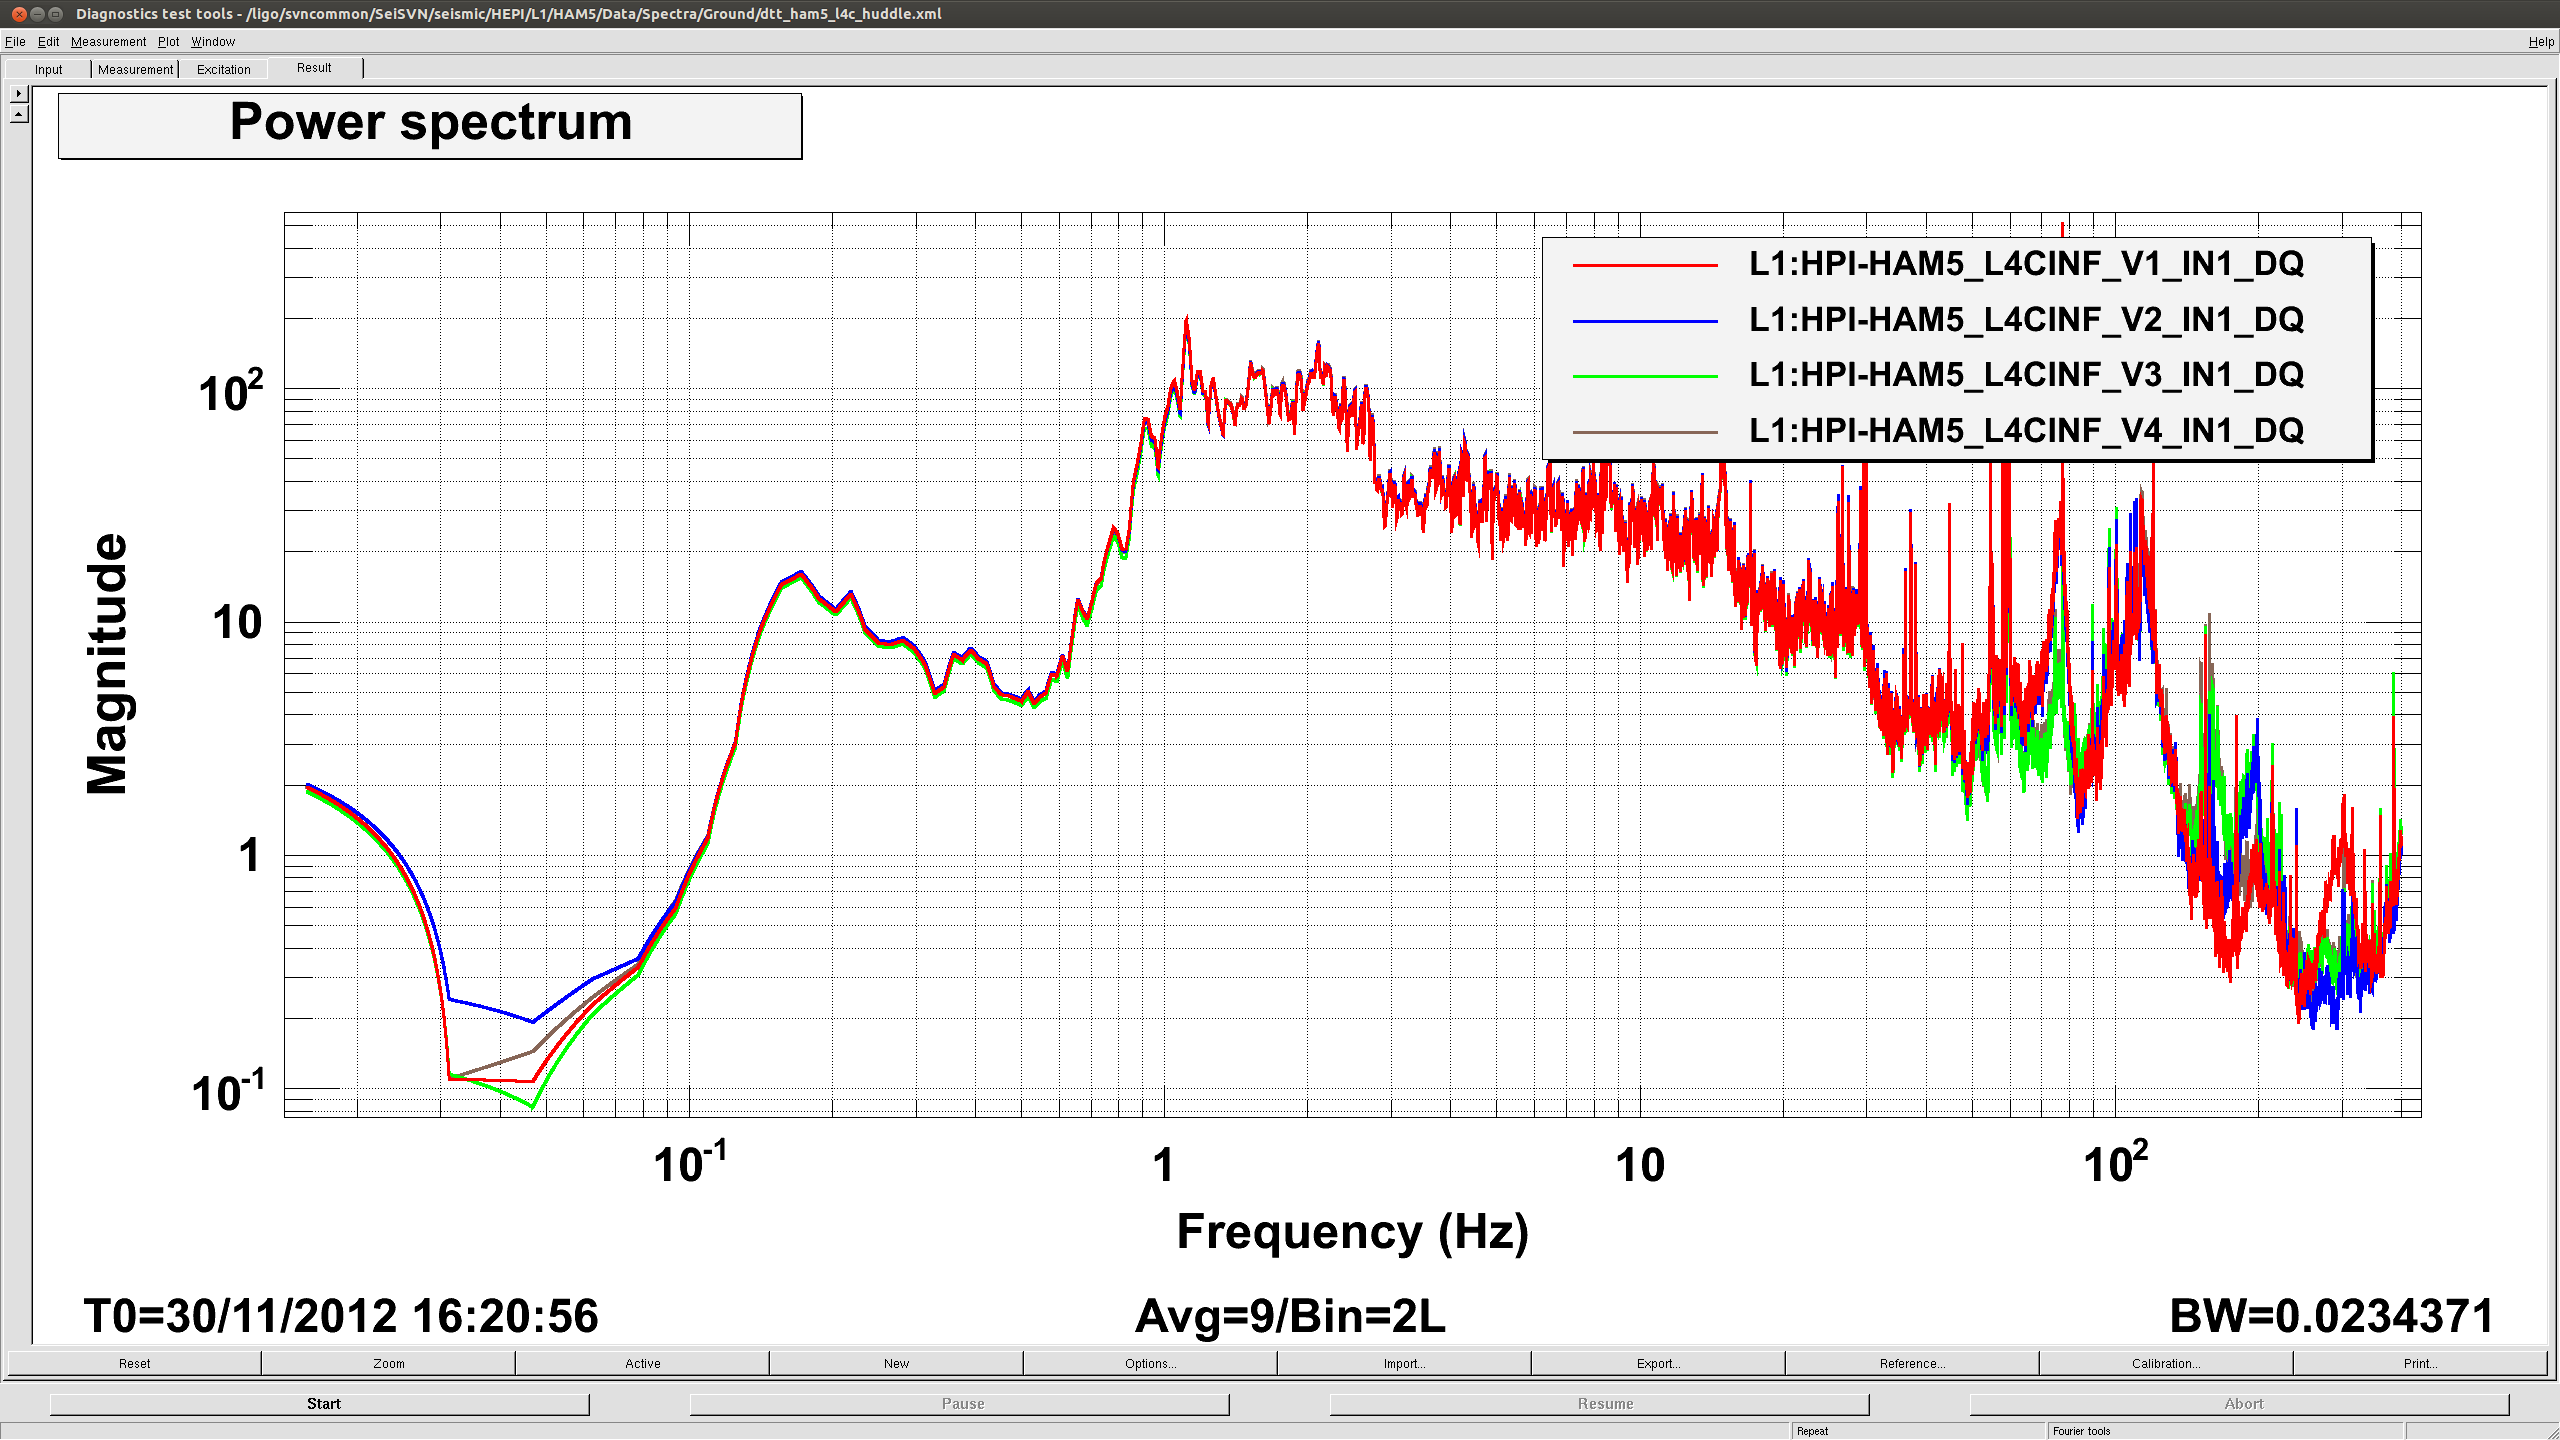 Diagnostics test tools - /ligo/svncommon/SeiSVN/seismic/HEPI/L1/HAM5/Data/Spectra/Ground/dtt_ham5_l4c_huddle.xml
File Edit Measurement Plot Window Help
Input Measurement Excitation Result
Power spectrum
L1:HPI-HAM5_L4CINF_V1_IN1_DQ
L1:HPI-HAM5_L4CINF_V2_IN1_DQ
L1:HPI-HAM5_L4CINF_V3_IN1_DQ
L1:HPI-HAM5_L4CINF_V4_IN1_DQ
Magnitude
10²
10
1
10⁻¹
10⁻¹ 1 10 10²
Frequency (Hz)
T0=30/11/2012 16:20:56 Avg=9/Bin=2L BW=0.0234371
Reset Zoom Active New Options... Import... Export... Reference... Calibration... Print...
Start Pause Resume Abort
Repeat Fourier tools